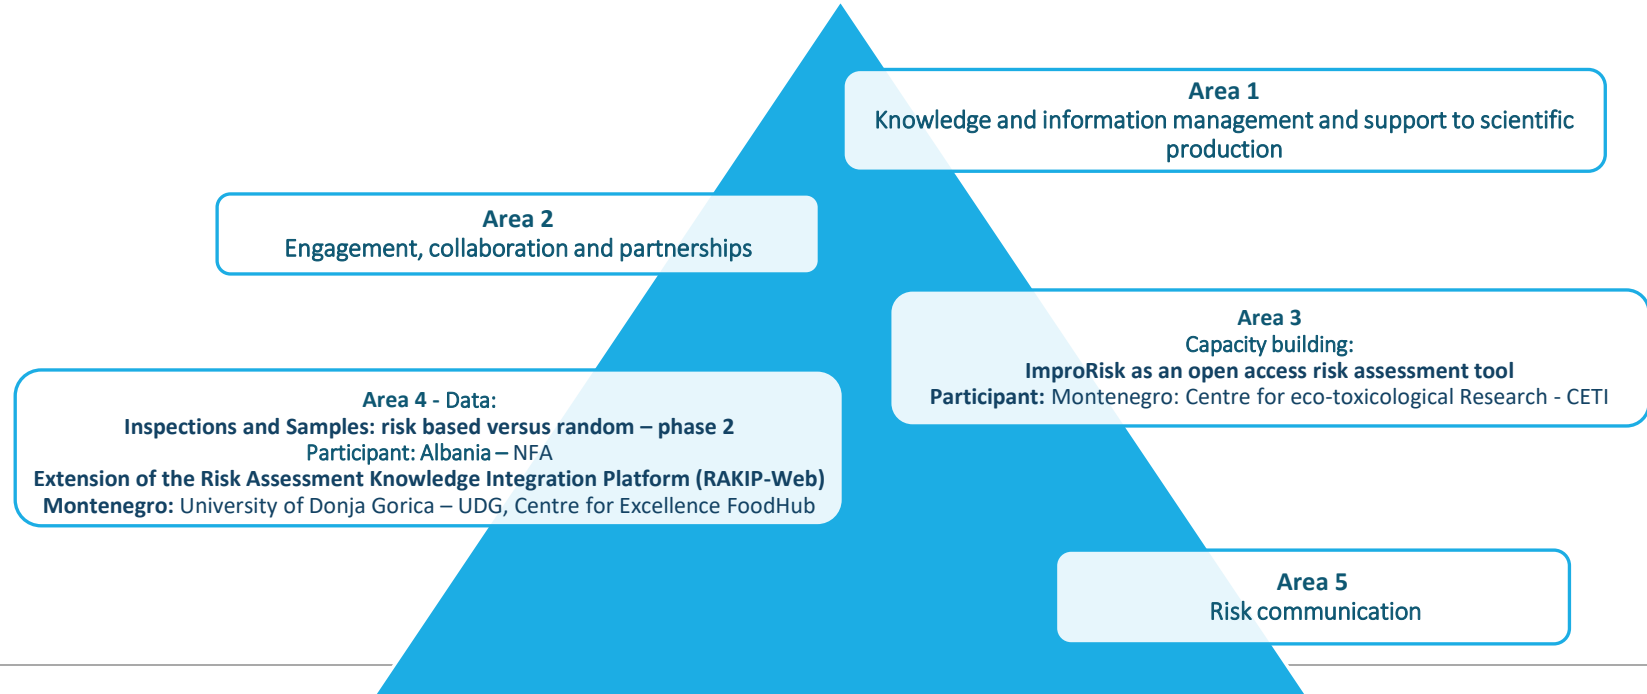 Area 1
Knowledge and information management and support to scientific
production
Area 2
Engagement, collaboration and partnerships
Area 3
Capacity building:
ImproRisk as an open access risk assessment tool
Participant: Montenegro: Centre for eco-toxicological Research - CETI
Area 4 - Data:
Inspections and Samples: risk based versus random – phase 2
Participant: Albania – NFA
Extension of the Risk Assessment Knowledge Integration Platform (RAKIP-Web)
Montenegro: University of Donja Gorica – UDG, Centre for Excellence FoodHub
Area 5
Risk communication